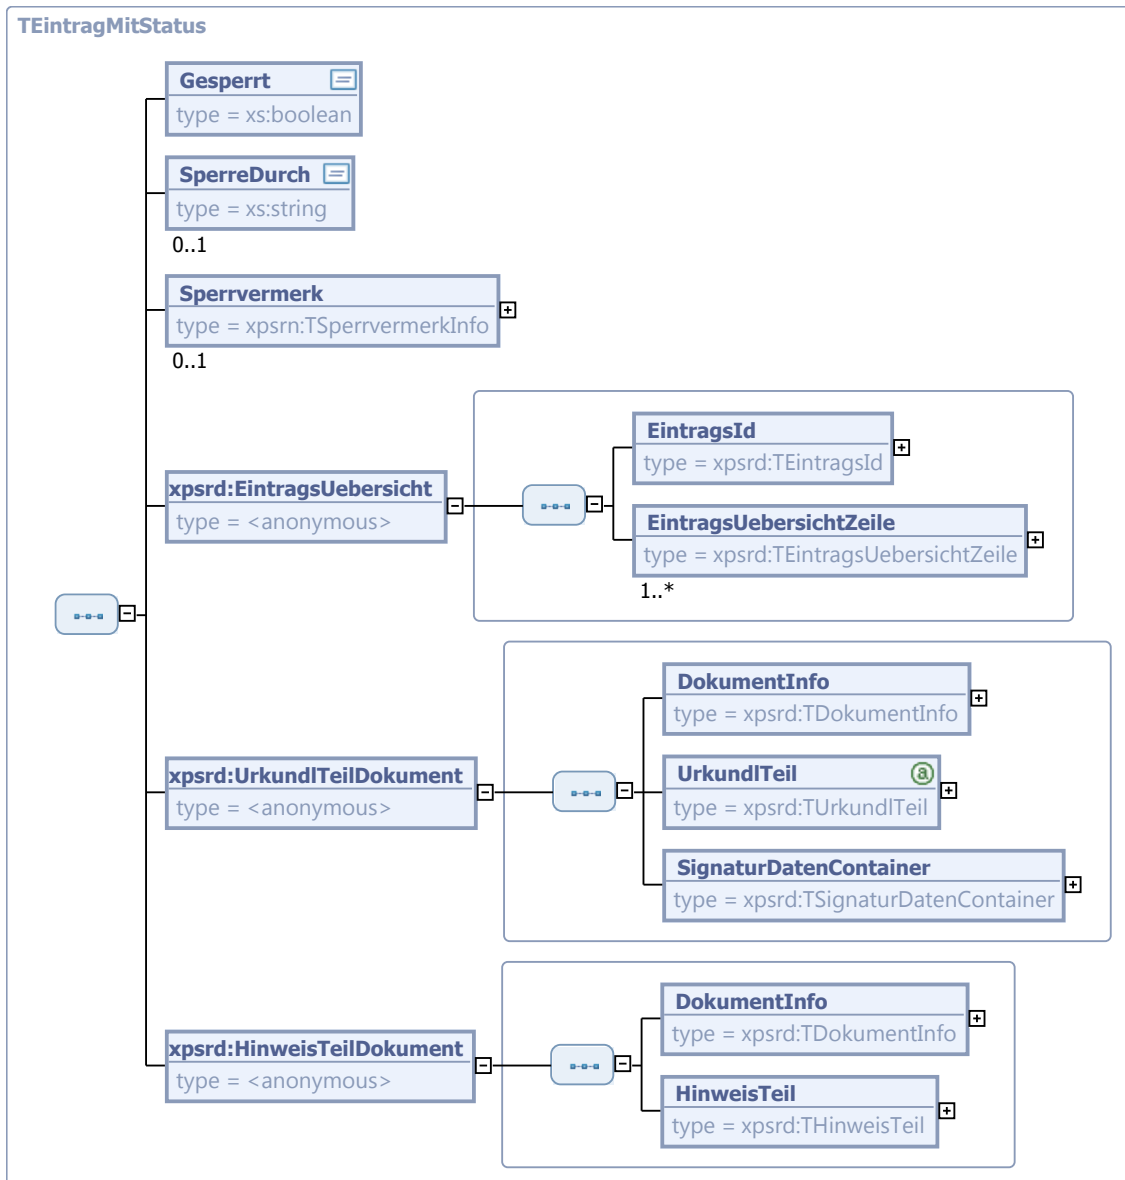 TEintragMitStatus
Gesperrt
type = xs:boolean
SperreDurch
type = xs:string
0..1
Sperrvermerk
type = xpsrn:TSperrvermerkInfo
0..1
xpsrd:EintragsUebersicht
type = <anonymous>
EintragsId
type = xpsrd:TEintragsId
EintragsUebersichtZeile
type = xpsrd:TEintragsUebersichtZeile
1..*
xpsrd:UrkundlTeilDokument
type = <anonymous>
DokumentInfo
type = xpsrd:TDokumentInfo
UrkundlTeil
type = xpsrd:TUrkundlTeil
SignaturDatenContainer
type = xpsrd:TSignaturDatenContainer
xpsrd:HinweisTeilDokument
type = <anonymous>
DokumentInfo
type = xpsrd:TDokumentInfo
HinweisTeil
type = xpsrd:THinweisTeil